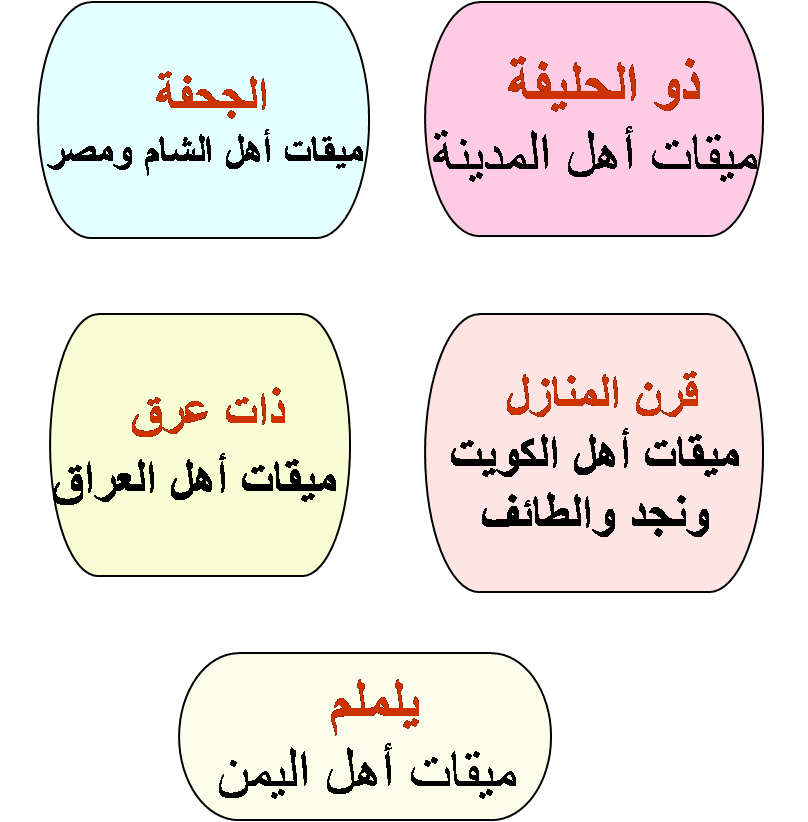 ذو الحليفة
ميقات أهل المدينة
الجحفة
ميقات أهل الشام ومصر
قرن المنازل
ميقات أهل الكويت
ونجد والطائف
ذات عرق
ميقات أهل العراق
يلملم
ميقات أهل اليمن